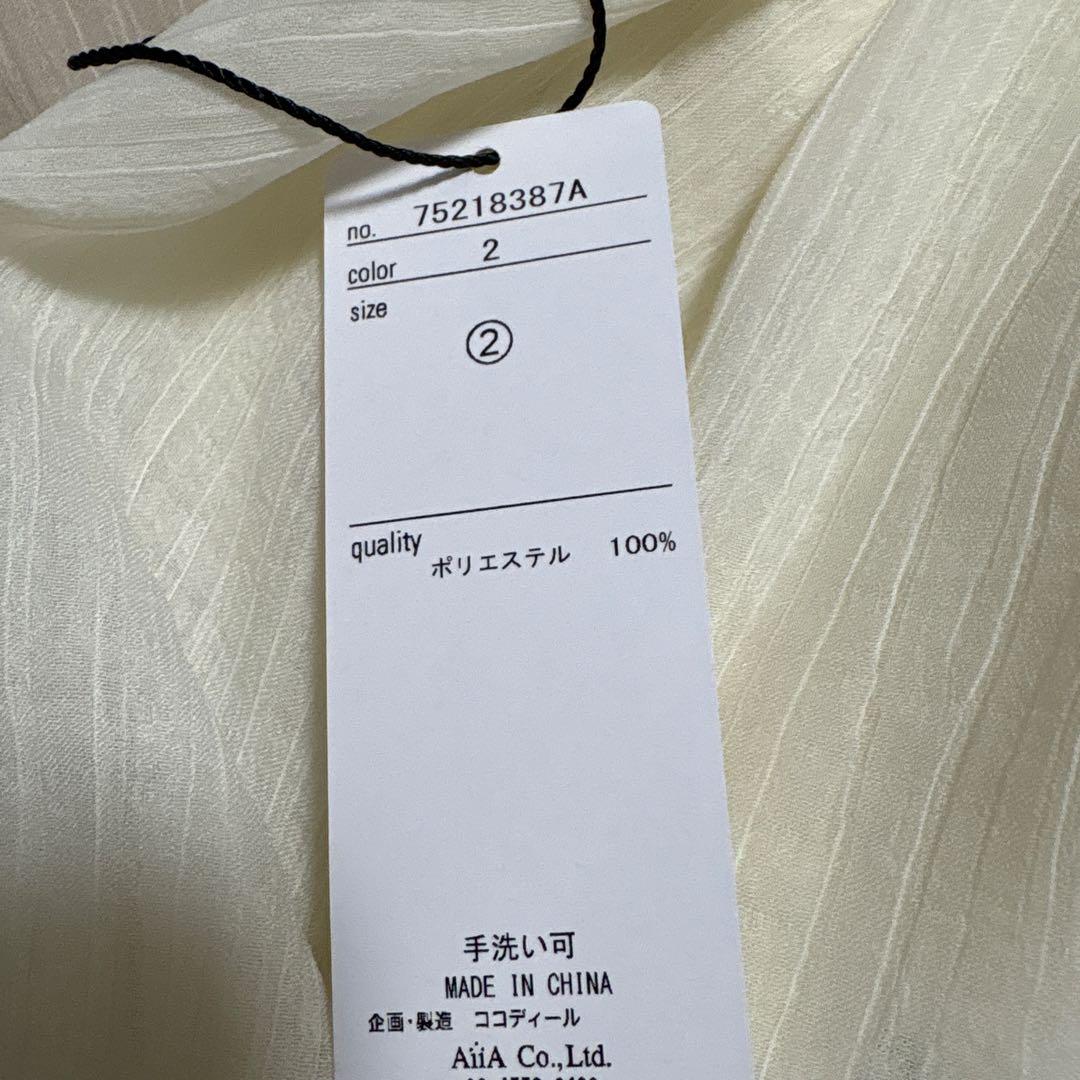 no. 75218387A
color 2
size
②
quality ポリエステル 100%
手洗い可
MADE IN CHINA
企画・製造 ココディール
AiiA Co.,Ltd.